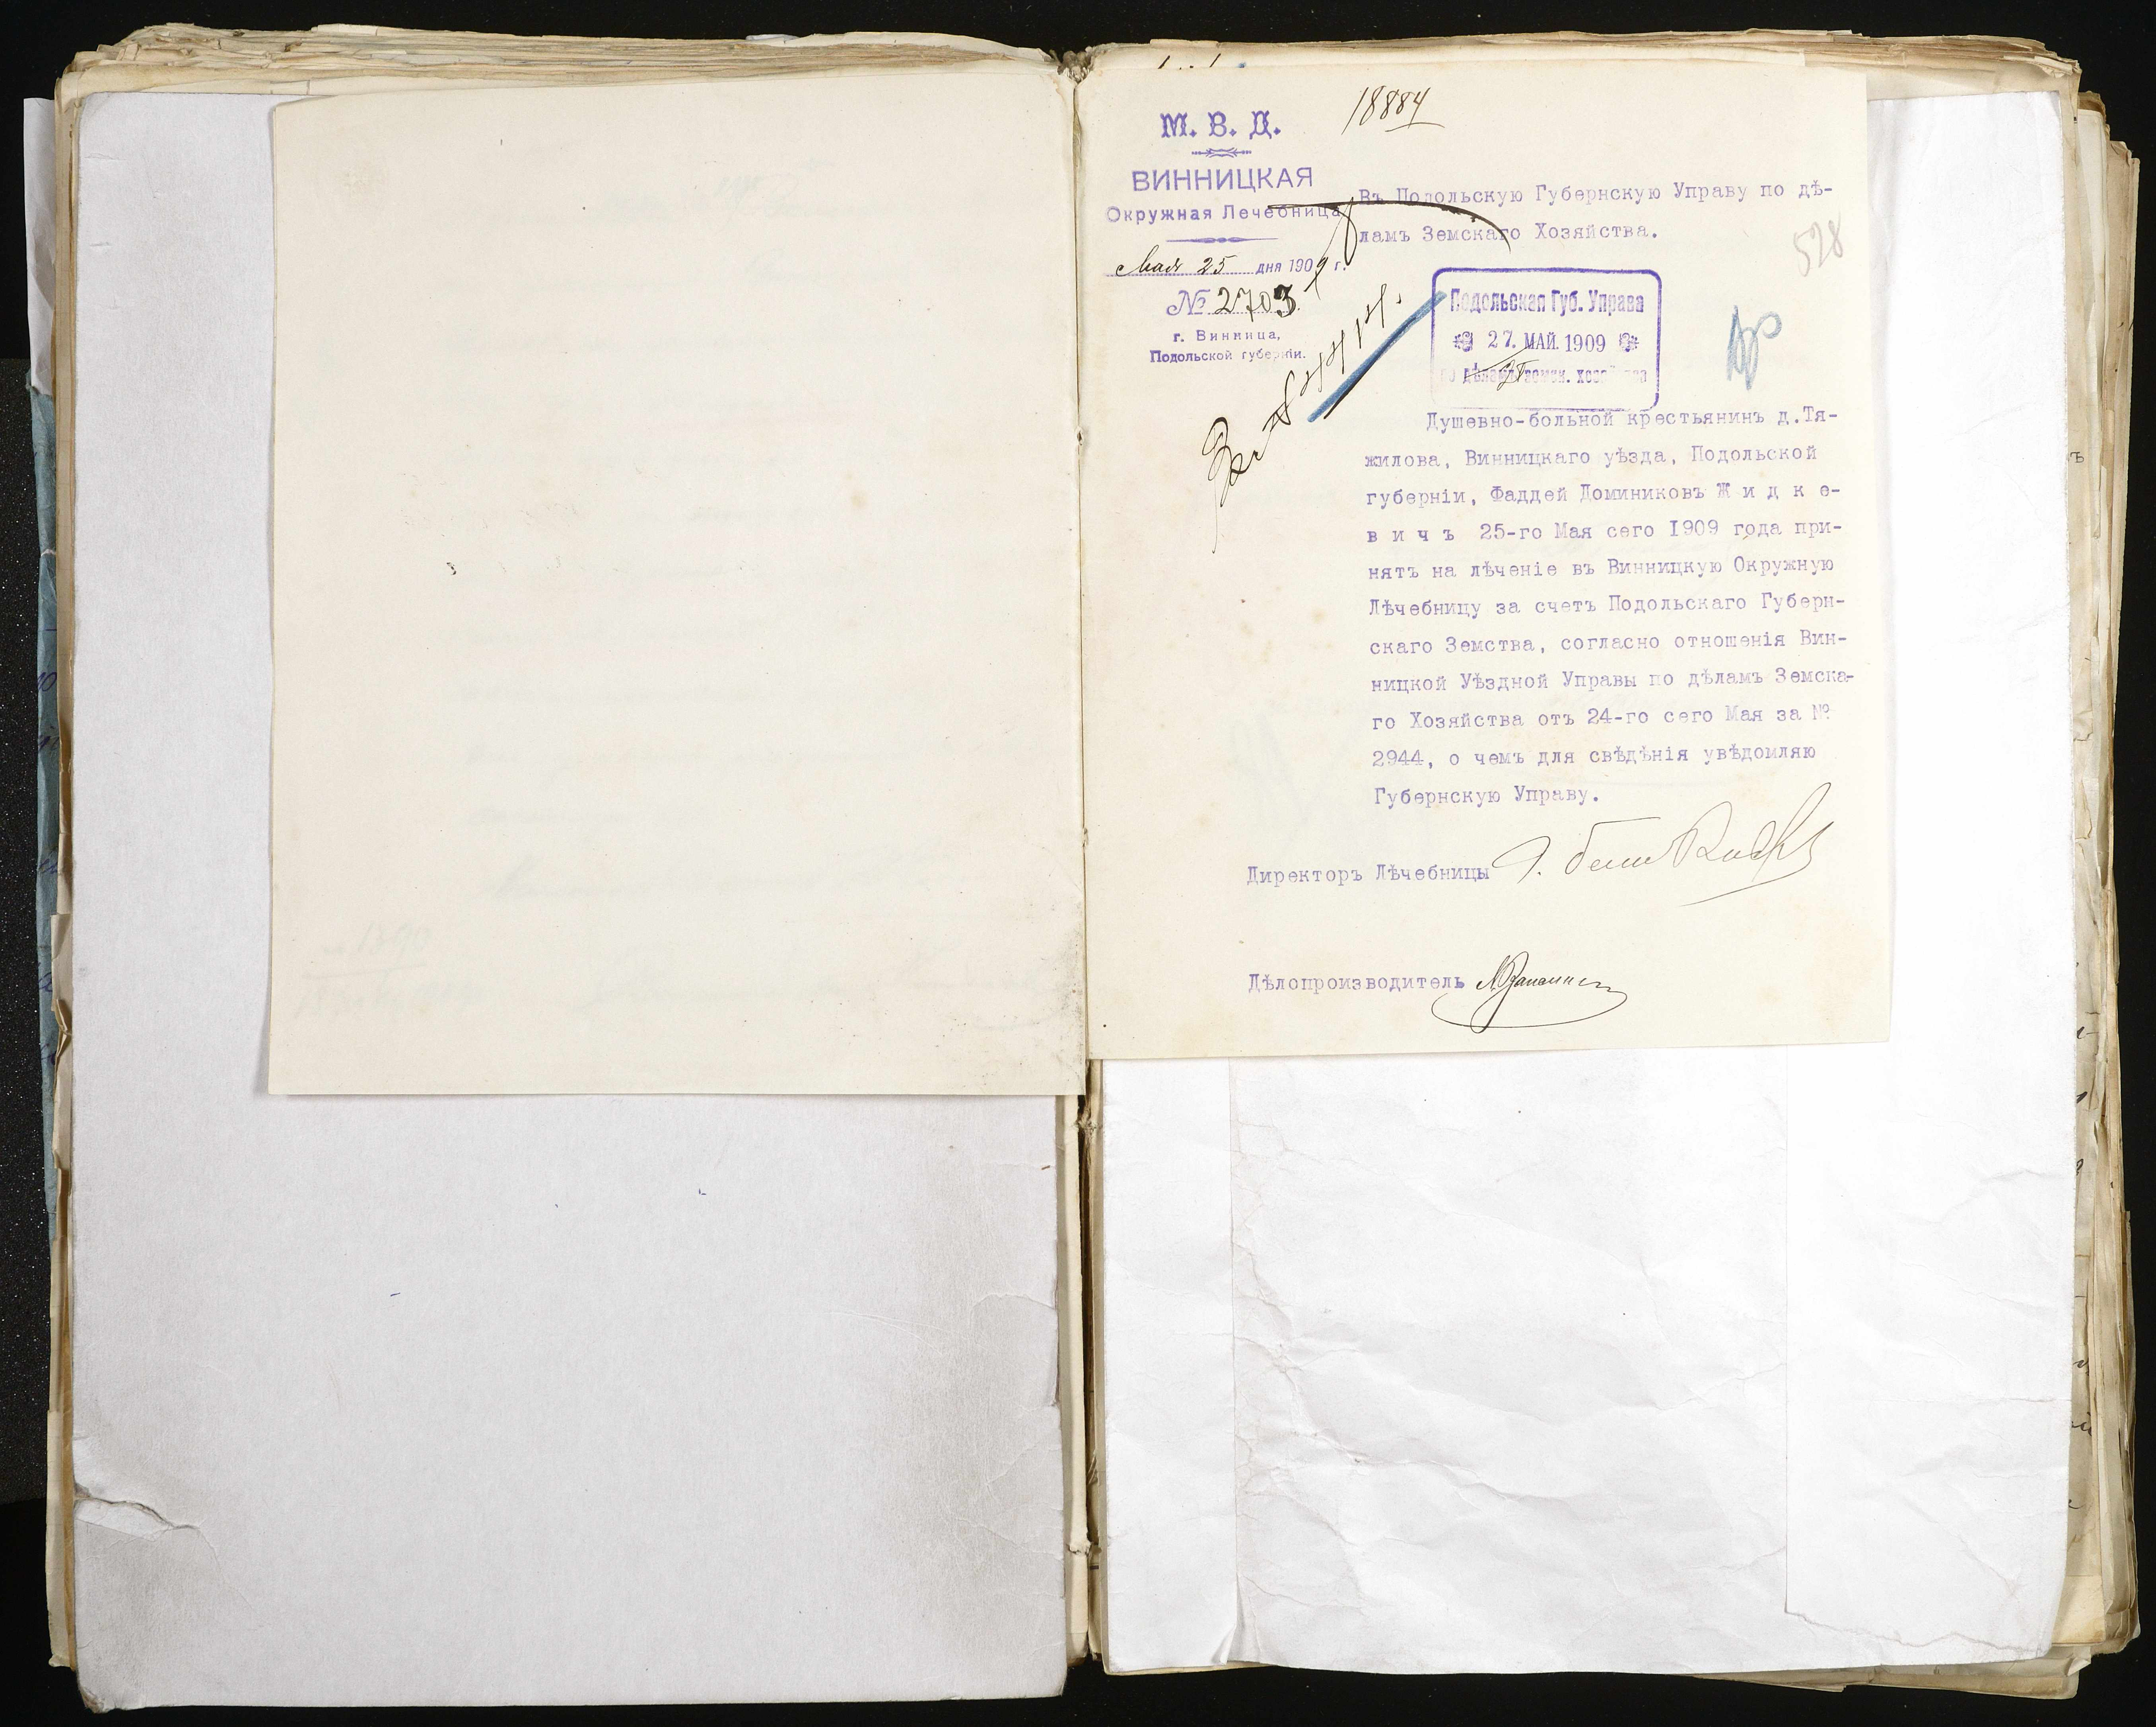 18884
М. В. Д.
ВИННИЦКАЯ
Окружная Лечебница
Мая 25 дня 1909 г.
№ 2703.
г. Винница,
Подольской губерніи.
Въ Подольскую Губернскую Управу по дѣ-
ламъ Земскаго Хозяйства.
528
Подольская Губ. Управа
27. МАЙ. 1909
по дѣламъ земск. хозяйства
Душевно-больной крестьянинъ д.Тя-
жилова, Винницкаго уѣзда, Подольской
губерніи, Фаддей Доминиковъ Ж и д к е-
в и ч ъ 25-го Мая сего 1909 года при-
нятъ на лѣченіе въ Винницкую Окружную
Лѣчебницу за счетъ Подольскаго Губерн-
скаго Земства, согласно отношенія Вин-
ницкой Уѣздной Управы по дѣламъ Земска-
го Хозяйства отъ 24-го сего Мая за №
2944, о чемъ для свѣдѣнія увѣдомляю
Губернскую Управу.
Директоръ Лѣчебницы
Дѣлопроизводитель